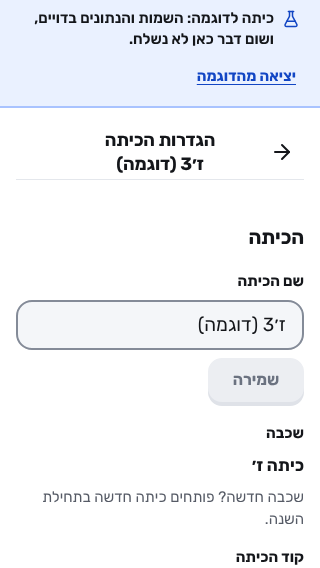 כיתה לדוגמה: השמות והנתונים בדויים,
ושום דבר כאן לא נשלח.
יציאה מהדוגמה
הגדרות הכיתה
ז׳3 (דוגמה)
הכיתה
שם הכיתה
ז׳3 (דוגמה)
שמירה
שכבה
כיתה ז׳
שכבה חדשה? פותחים כיתה חדשה בתחילת
השנה.
קוד הכיתה